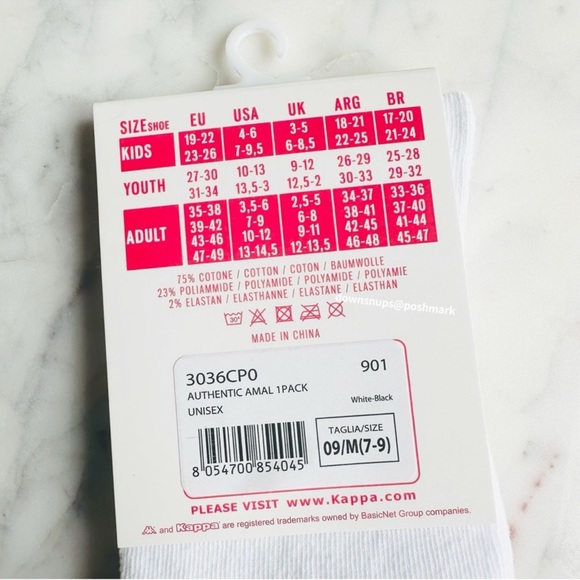 SIZE SHOE EU USA UK ARG BR
KIDS 19-22 4-6 3-5 18-21 17-20
23-26 7-9,5 6-8,5 22-25 21-24
YOUTH 27-30 10-13 9-12 26-29 25-28
31-34 13,5-3 12,5-2 30-33 29-32
ADULT 35-38 3,5-6 2,5-5 34-37 33-36
39-42 7-9 6-8 38-41 37-40
43-46 10-12 9-11 42-45 41-44
47-49 13-14,5 12-13,5 46-48 45-47
75% COTONE / COTTON / COTON / BAUMWOLLE
23% POLIAMMIDE / POLYAMIDE / POLYAMIDE / POLYAMIE
2% ELASTAN / ELASTHANNE / ELASTANE / ELASTHAN
downsnups@poshmark
30°
MADE IN CHINA
3036CP0 901
AUTHENTIC AMAL 1PACK
UNISEX White-Black
TAGLIA/SIZE
09/M(7-9)
8 054700 854045
PLEASE VISIT www.Kappa.com
and Kappa are registered trademarks owned by BasicNet Group companies.